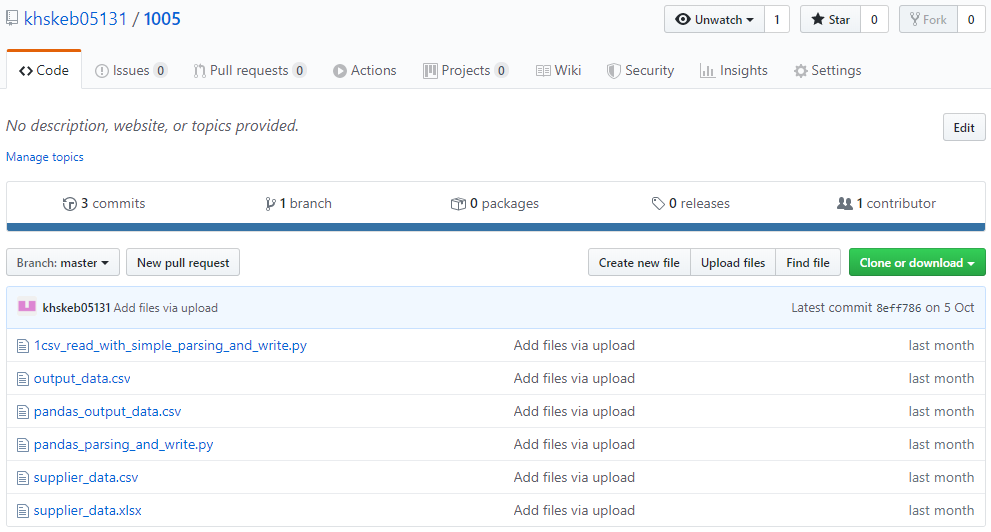 khskeb05131 / 1005 Unwatch 1 Star 0 Fork 0
Code Issues 0 Pull requests 0 Actions Projects 0 Wiki Security Insights Settings
No description, website, or topics provided. Edit
Manage topics
3 commits 1 branch 0 packages 0 releases 1 contributor
Branch: master New pull request Create new file Upload files Find file Clone or download
khskeb05131 Add files via upload Latest commit 8eff786 on 5 Oct
1csv_read_with_simple_parsing_and_write.py Add files via upload last month
output_data.csv Add files via upload last month
pandas_output_data.csv Add files via upload last month
pandas_parsing_and_write.py Add files via upload last month
supplier_data.csv Add files via upload last month
supplier_data.xlsx Add files via upload last month